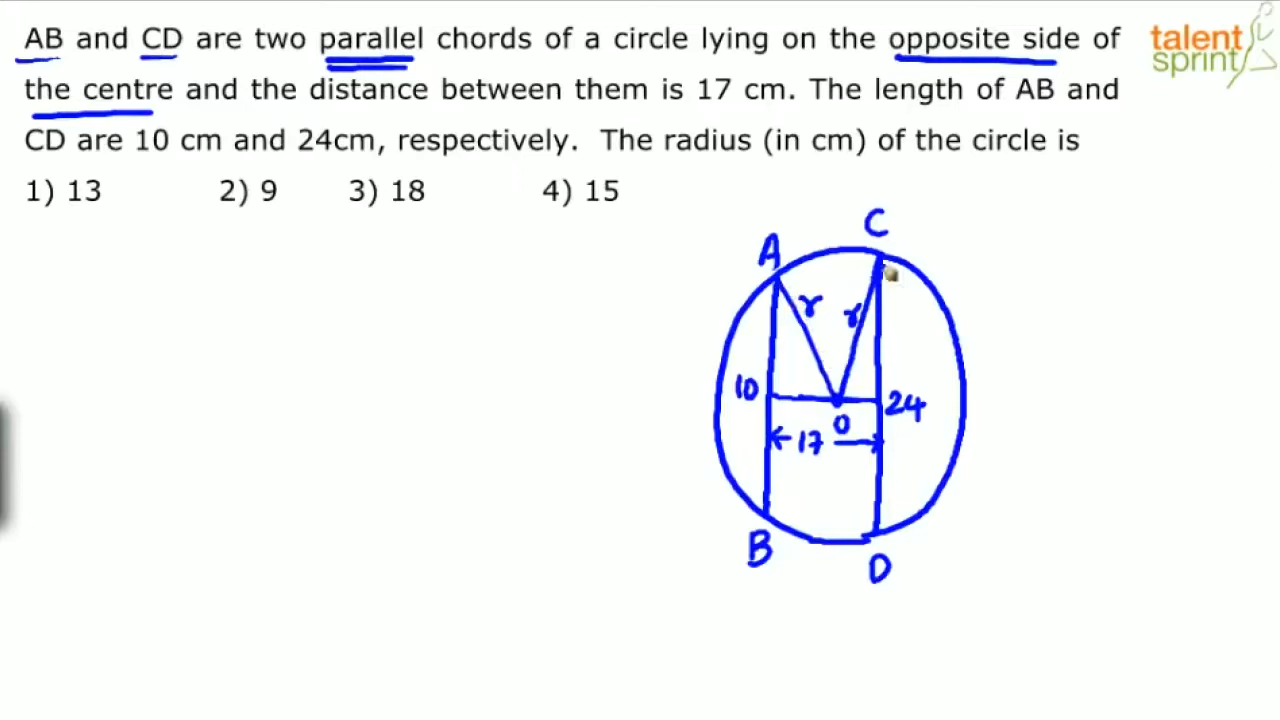 AB and CD are two parallel chords of a circle lying on the opposite side of
the centre and the distance between them is 17 cm. The length of AB and
CD are 10 cm and 24cm, respectively. The radius (in cm) of the circle is
1) 13 2) 9 3) 18 4) 15
talent
sprint
C
A
r r
10 24
O
17
B
D